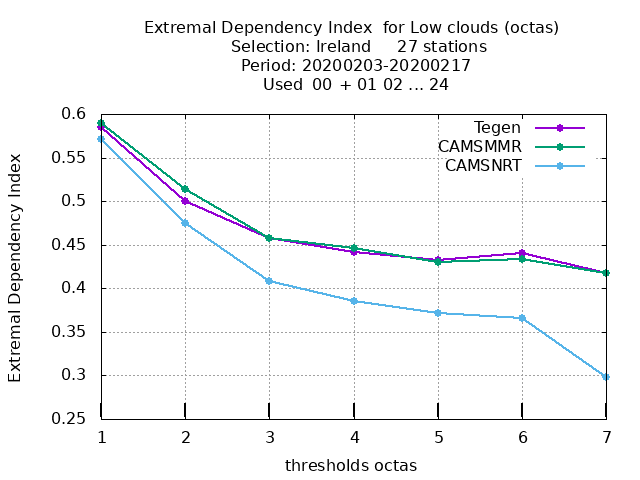 Extremal Dependency Index  for Low clouds (octas)
Selection: Ireland     27 stations
Period: 20200203-20200217
Used  00 + 01 02 ... 24
Tegen
CAMSMMR
CAMSNRT
Extremal Dependency Index
0.6
0.55
0.5
0.45
0.4
0.35
0.3
0.25
1 2 3 4 5 6 7
thresholds octas